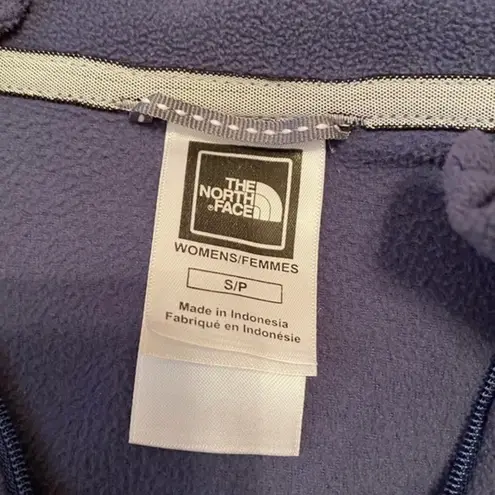 THE
NORTH
FACE
WOMENS/FEMMES
S/P
Made in Indonesia
Fabriqué en Indonésie